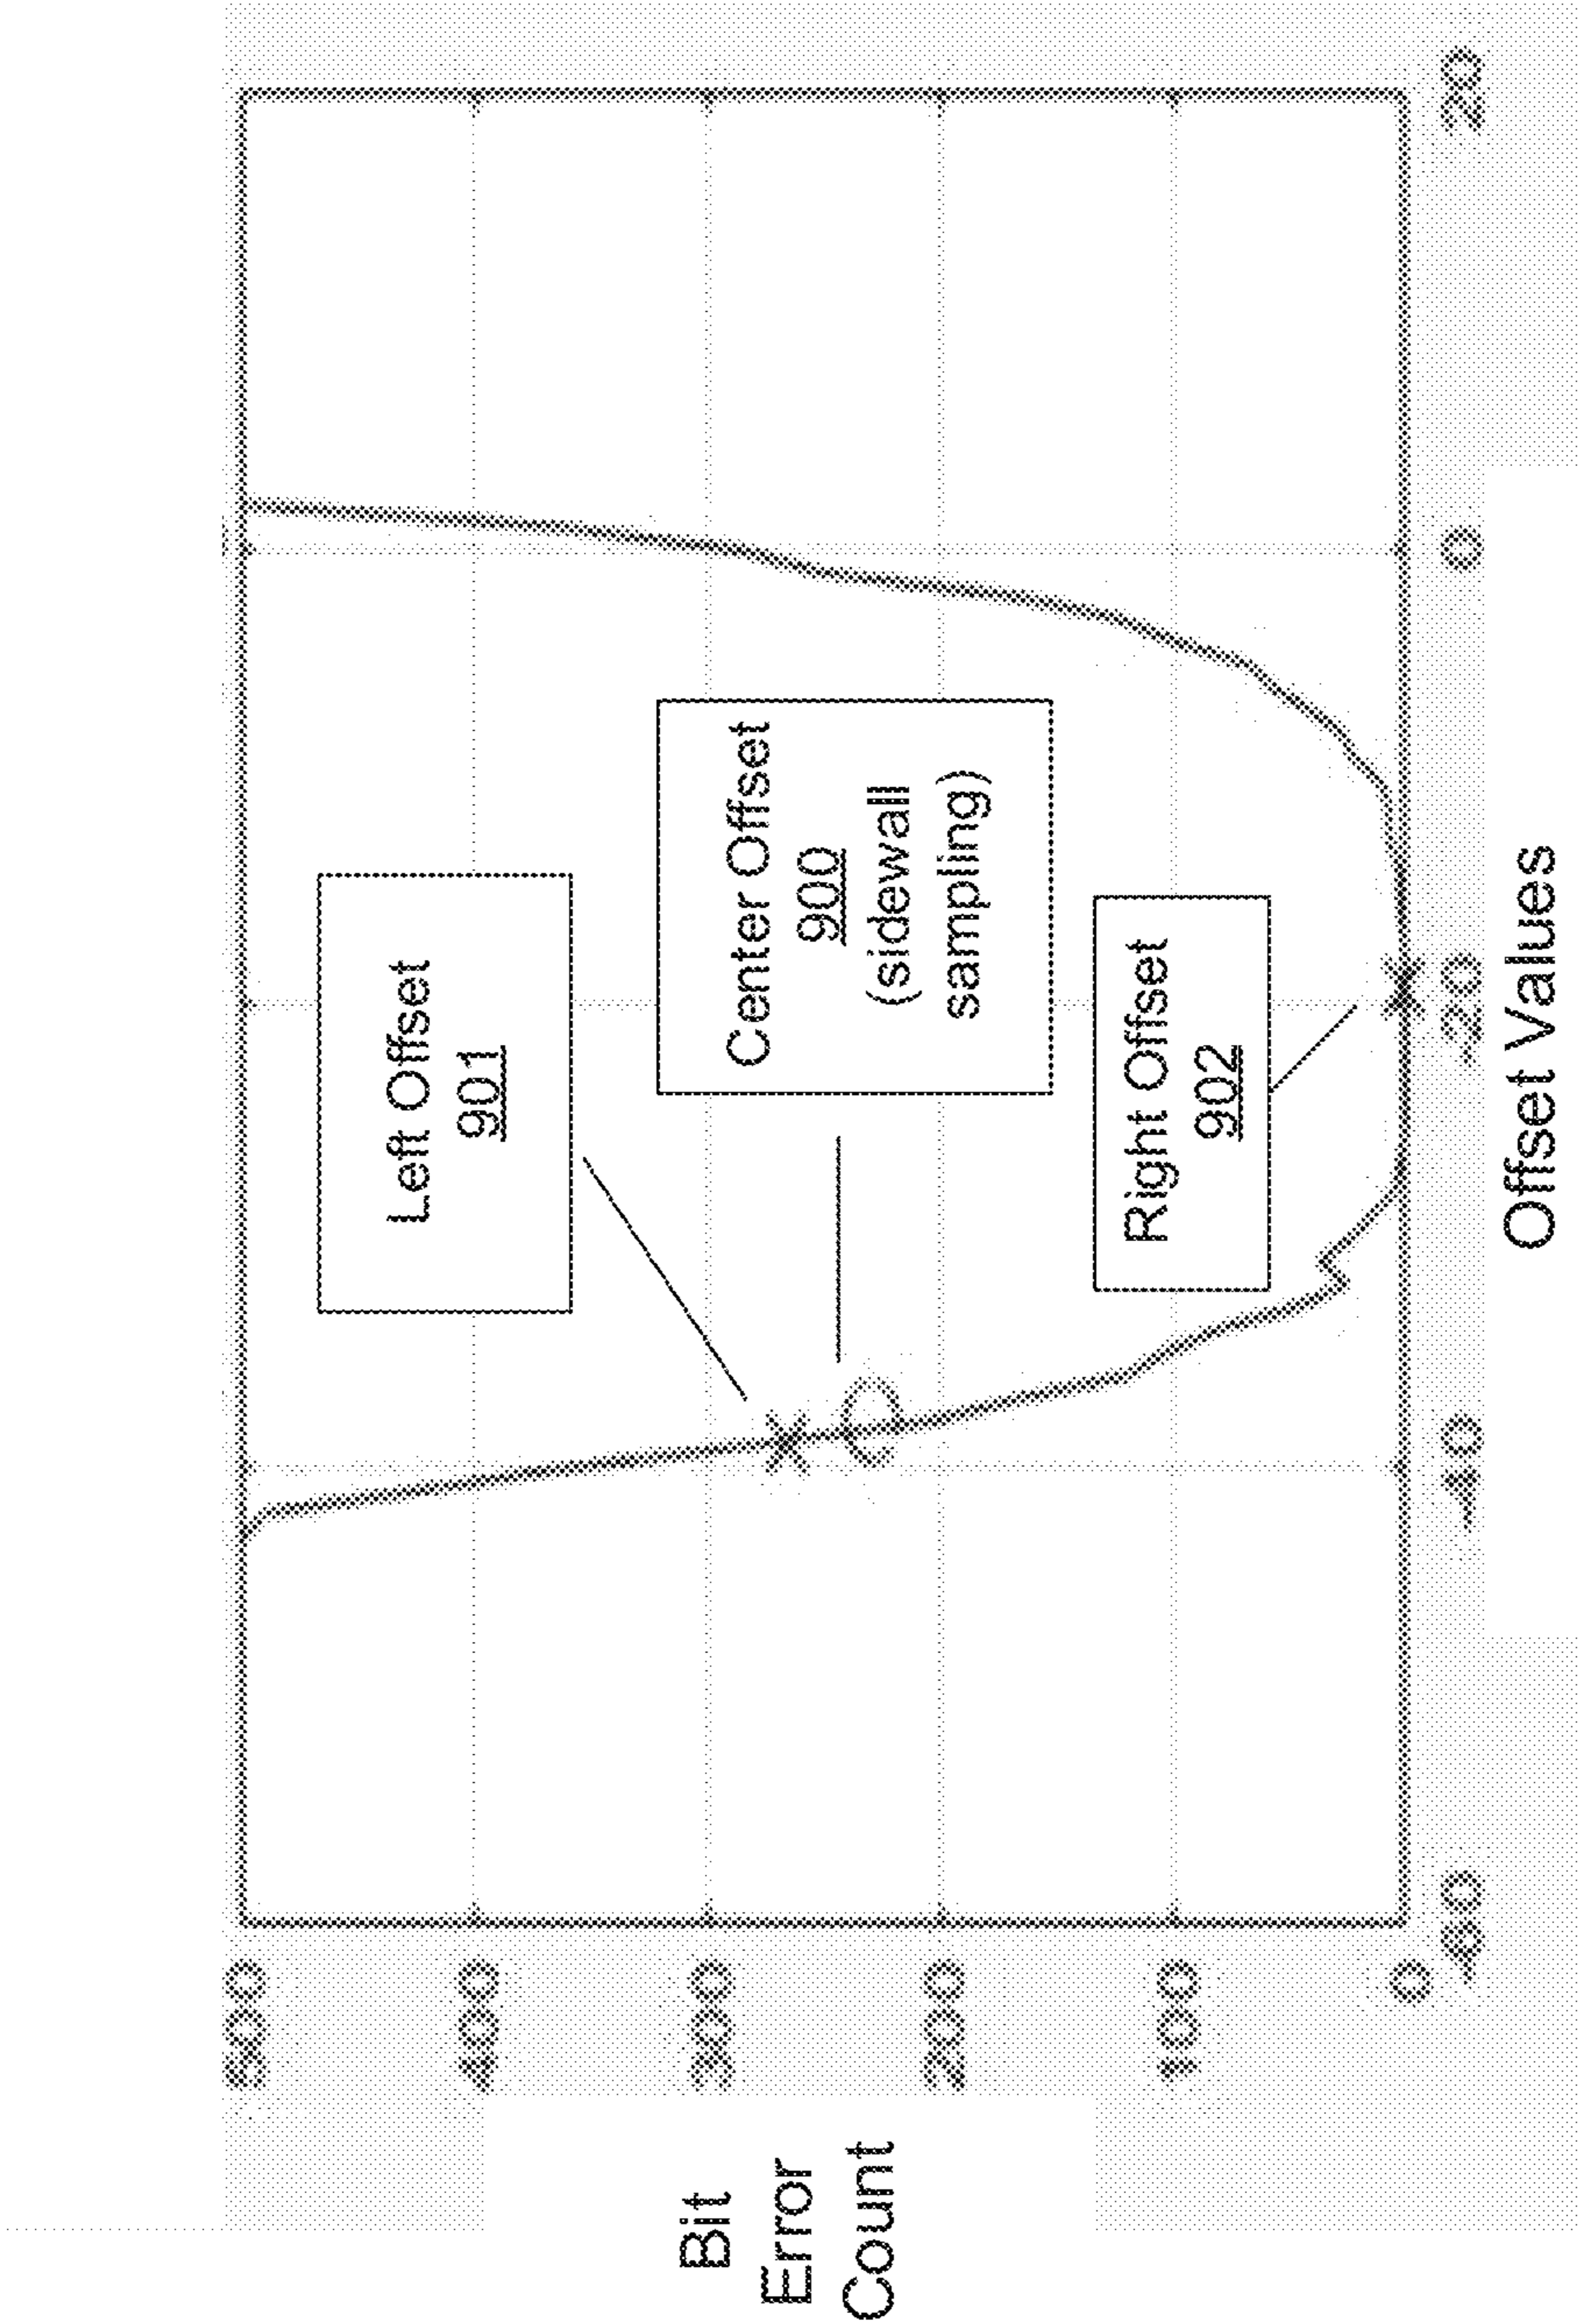 500
400
300
200
100
0
Bit
Error
Count
Left Offset
901
Center Offset
900
(sidewall
sampling)
Right Offset
902
-60
-40
-20
0
20
Offset Values